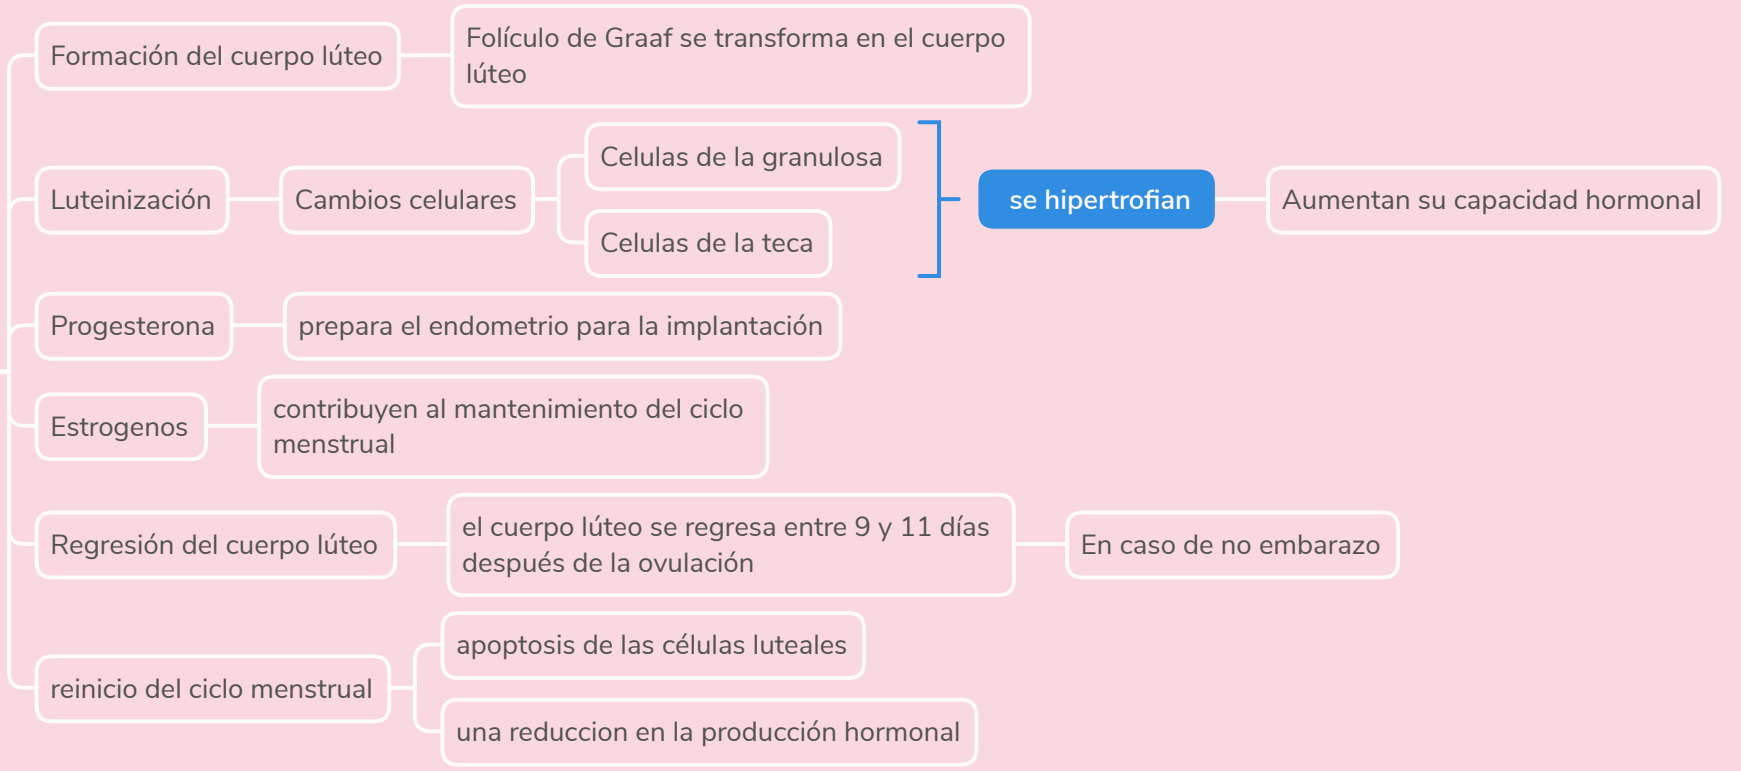 Formación del cuerpo lúteo
Folículo de Graaf se transforma en el cuerpo
lúteo
Luteinización
Cambios celulares
Celulas de la granulosa
Celulas de la teca
se hipertrofian
Aumentan su capacidad hormonal
Progesterona
prepara el endometrio para la implantación
Estrogenos
contribuyen al mantenimiento del ciclo
menstrual
Regresión del cuerpo lúteo
el cuerpo lúteo se regresa entre 9 y 11 días
después de la ovulación
En caso de no embarazo
reinicio del ciclo menstrual
apoptosis de las células luteales
una reduccion en la producción hormonal